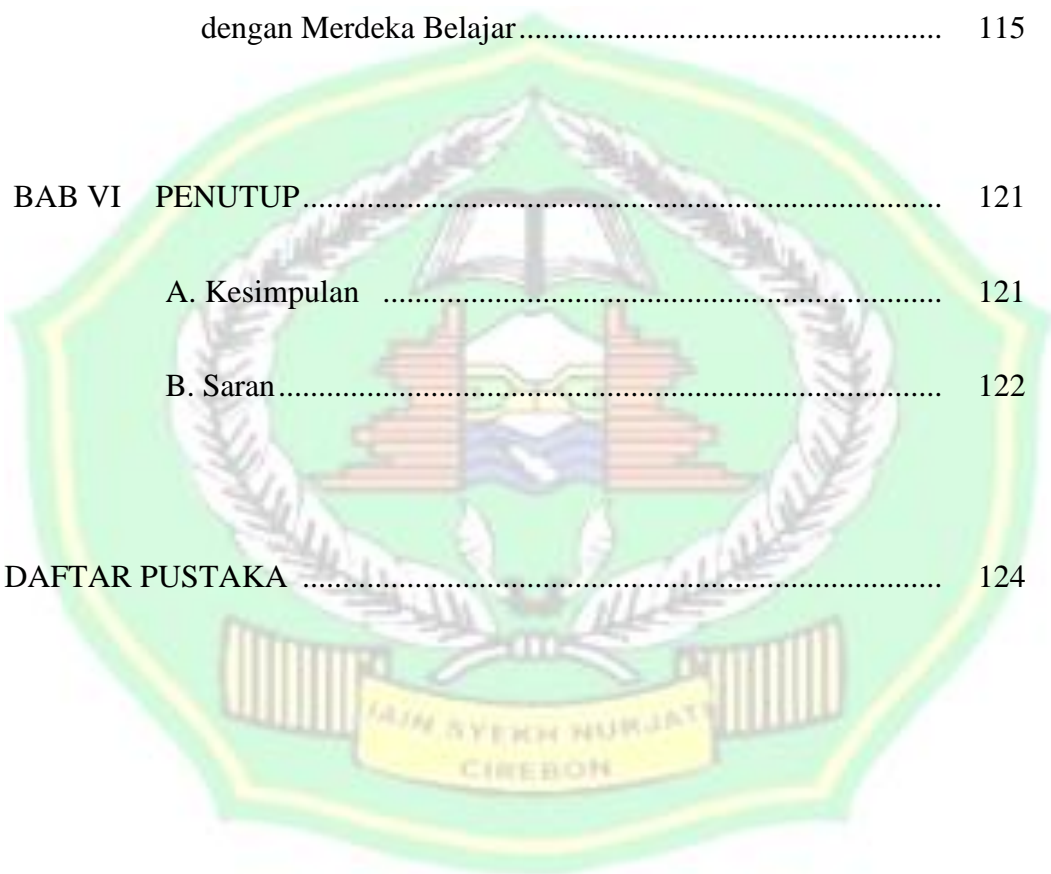 dengan Merdeka Belajar................................................... 115
BAB VI PENUTUP.............................................................................. 121
A. Kesimpulan .................................................................... 121
B. Saran................................................................................. 122
DAFTAR PUSTAKA .............................................................................. 124
IAIN SYEKH NURJATI
CIREBON